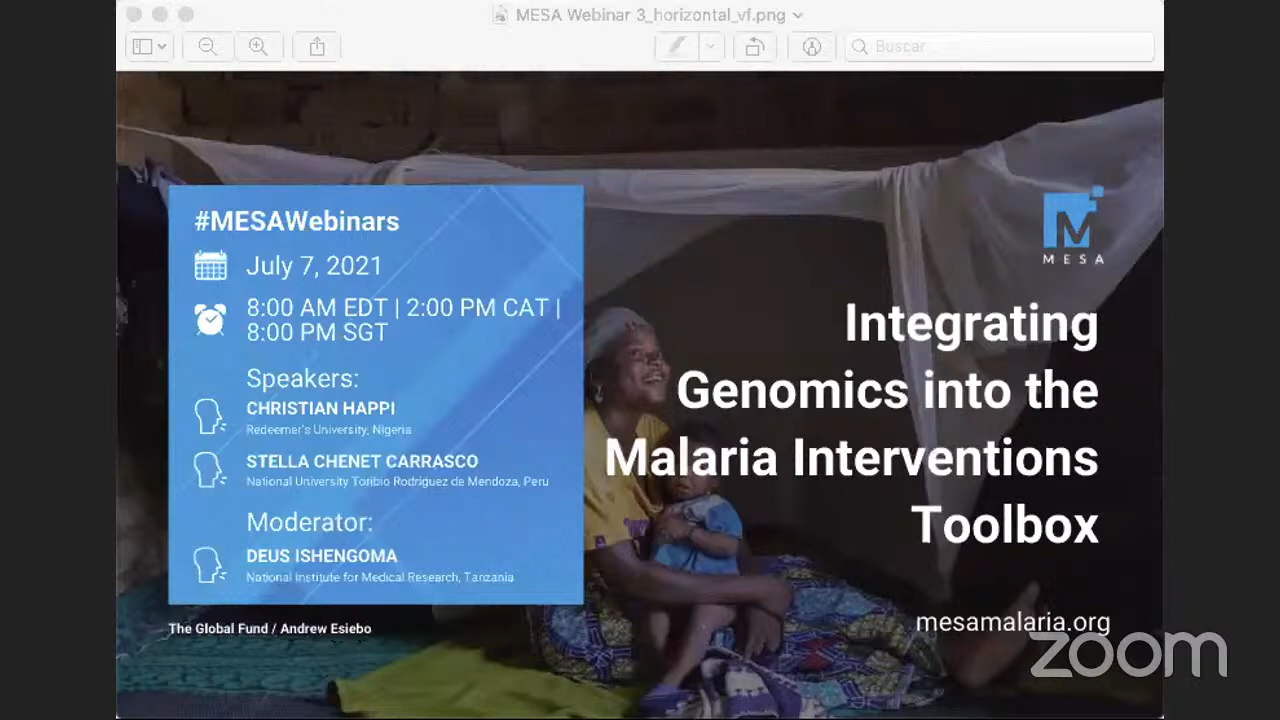 MESA Webinar 3_horizontal_vf.png
Buscar
#MESAWebinars
July 7, 2021
8:00 AM EDT | 2:00 PM CAT |
8:00 PM SGT
Speakers:
CHRISTIAN HAPPI
Redeemer's University, Nigeria
STELLA CHENET CARRASCO
National University Toribio Rodríguez de Mendoza, Peru
Moderator:
DEUS ISHENGOMA
National Institute for Medical Research, Tanzania
The Global Fund / Andrew Esiebo
MESA
Integrating
Genomics into the
Malaria Interventions
Toolbox
mesamalaria.org
zoom